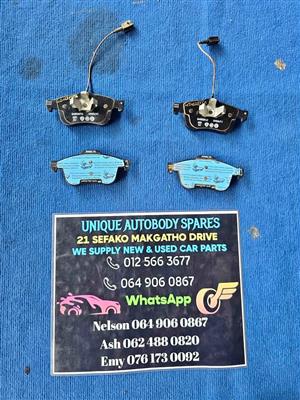 UNIQUE AUTOBODY SPARES
21 SEFAKO MAKGATHO DRIVE
WE SUPPLY NEW & USED CAR PARTS
012 566 3677
064 906 0867
WhatsApp
Nelson 064 906 0867
Ash 062 488 0820
Emy 076 173 0092